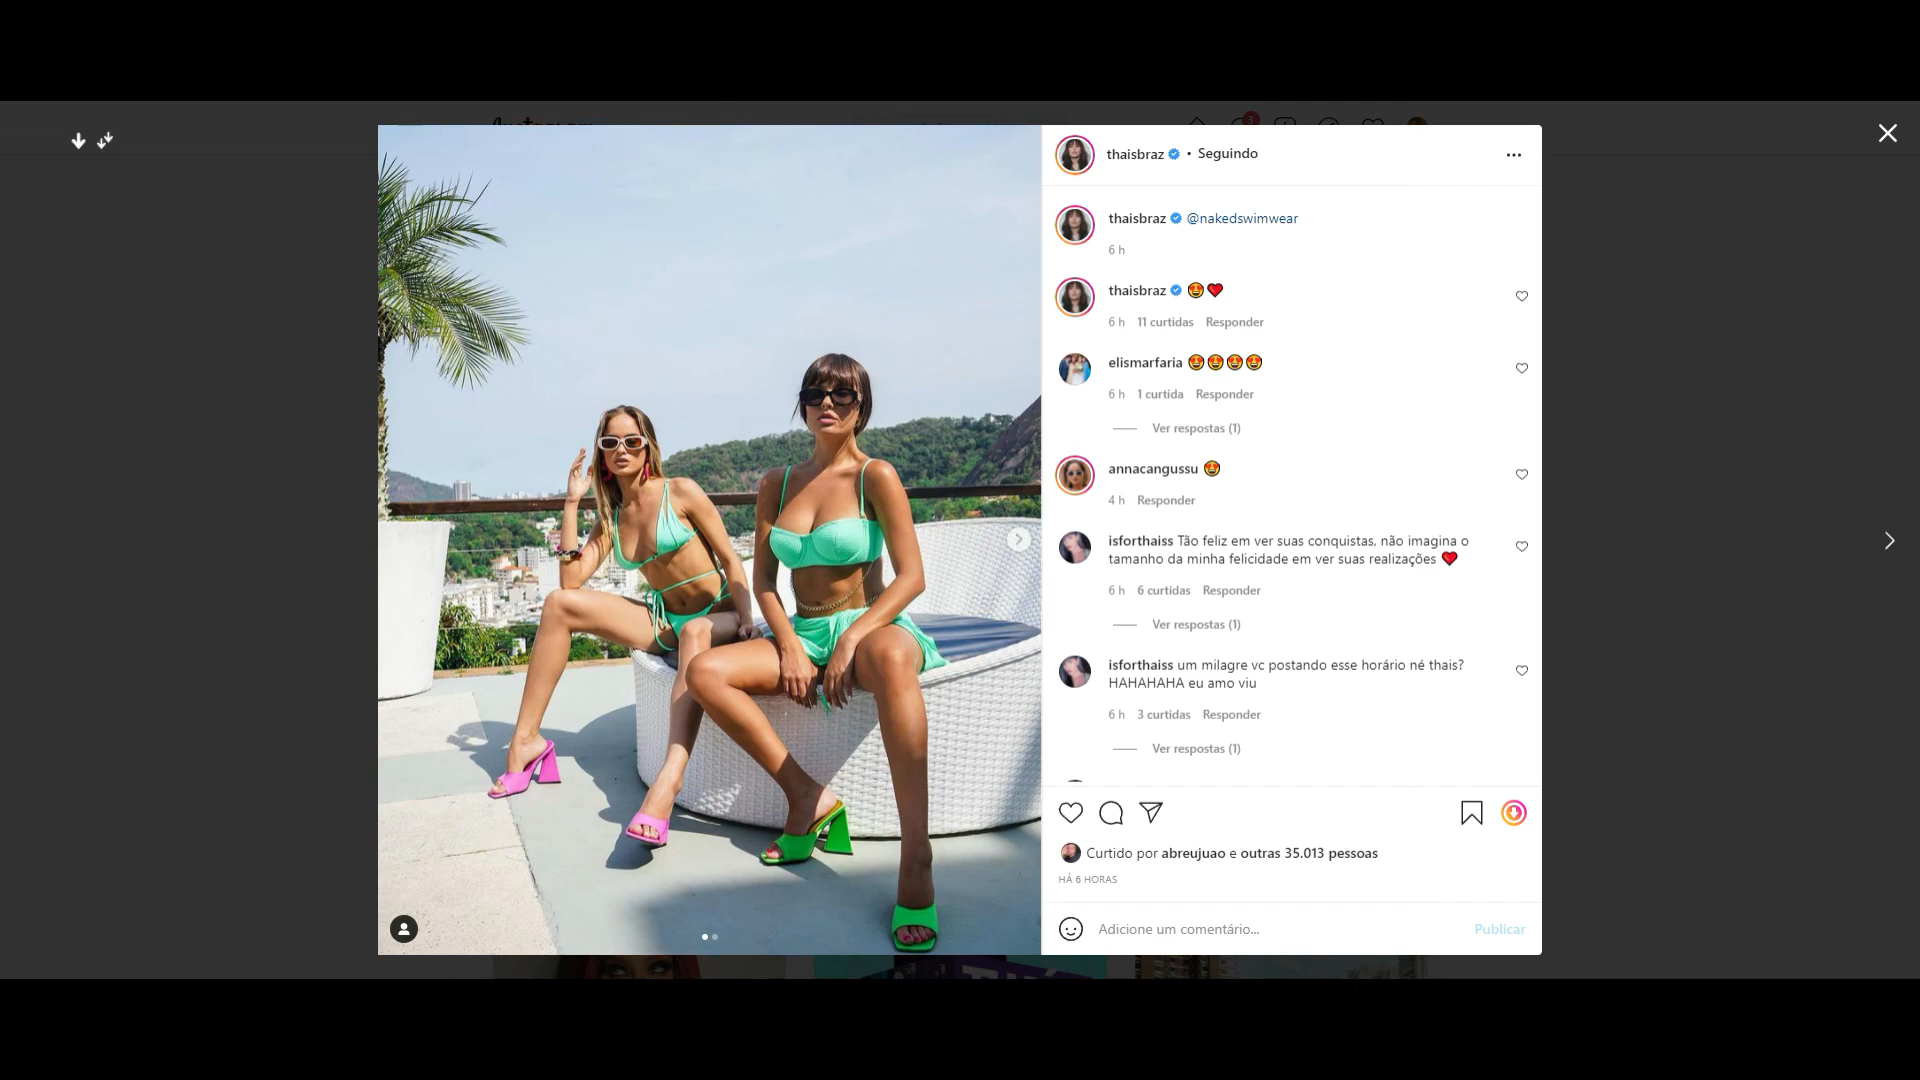 thaisbraz • Seguindo
thaisbraz @nakedswimwear
6 h
thaisbraz 🤩❤️
6 h 11 curtidas Responder
elismarfaria 🤩🤩🤩🤩
6 h 1 curtida Responder
Ver respostas (1)
annacangussu 🤩
4 h Responder
isforthaiss Tão feliz em ver suas conquistas, não imagina o
tamanho da minha felicidade em ver suas realizações ❤️
6 h 6 curtidas Responder
Ver respostas (1)
isforthaiss um milagre vc postando esse horário né thais?
HAHAHAHA eu amo viu
6 h 3 curtidas Responder
Ver respostas (1)
Curtido por abreujuao e outras 35.013 pessoas
HÁ 6 HORAS
Adicione um comentário... Publicar